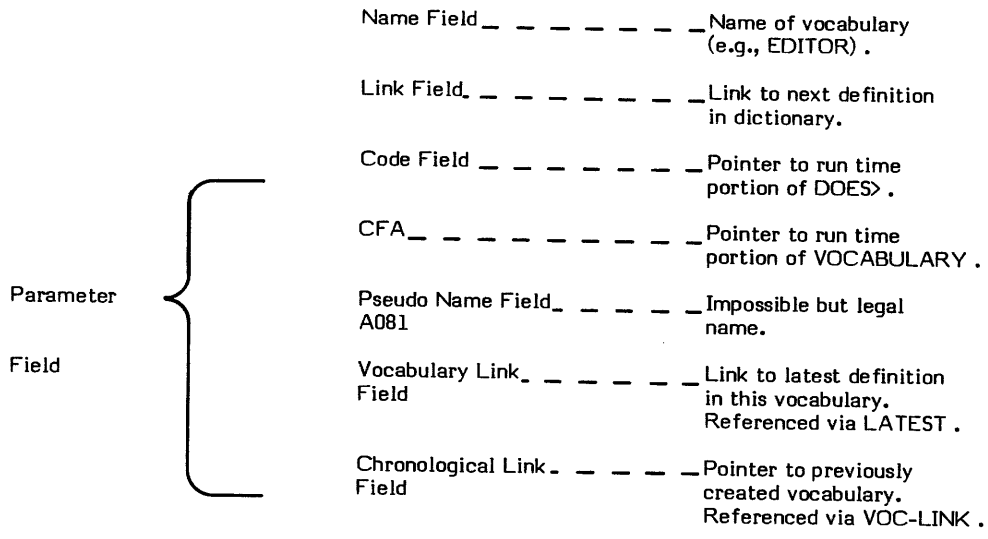 Name Field
Name of vocabulary
(e.g., EDITOR) .
Link Field
Link to next definition
in dictionary.
Code Field
Pointer to run time
portion of DOES> .
CFA
Pointer to run time
portion of VOCABULARY .
Parameter
Field
Pseudo Name Field
A081
Impossible but legal
name.
Vocabulary Link
Field
Link to latest definition
in this vocabulary.
Referenced via LATEST .
Chronological Link
Field
Pointer to previously
created vocabulary.
Referenced via VOC-LINK .